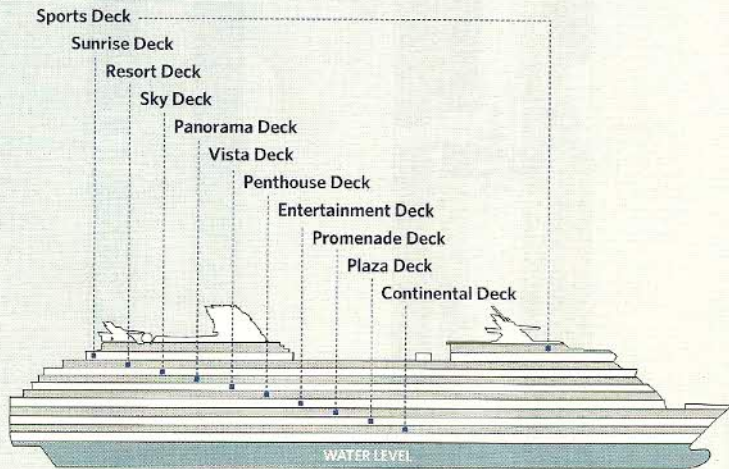 Sports Deck
Sunrise Deck
Resort Deck
Sky Deck
Panorama Deck
Vista Deck
Penthouse Deck
Entertainment Deck
Promenade Deck
Plaza Deck
Continental Deck
WATER LEVEL